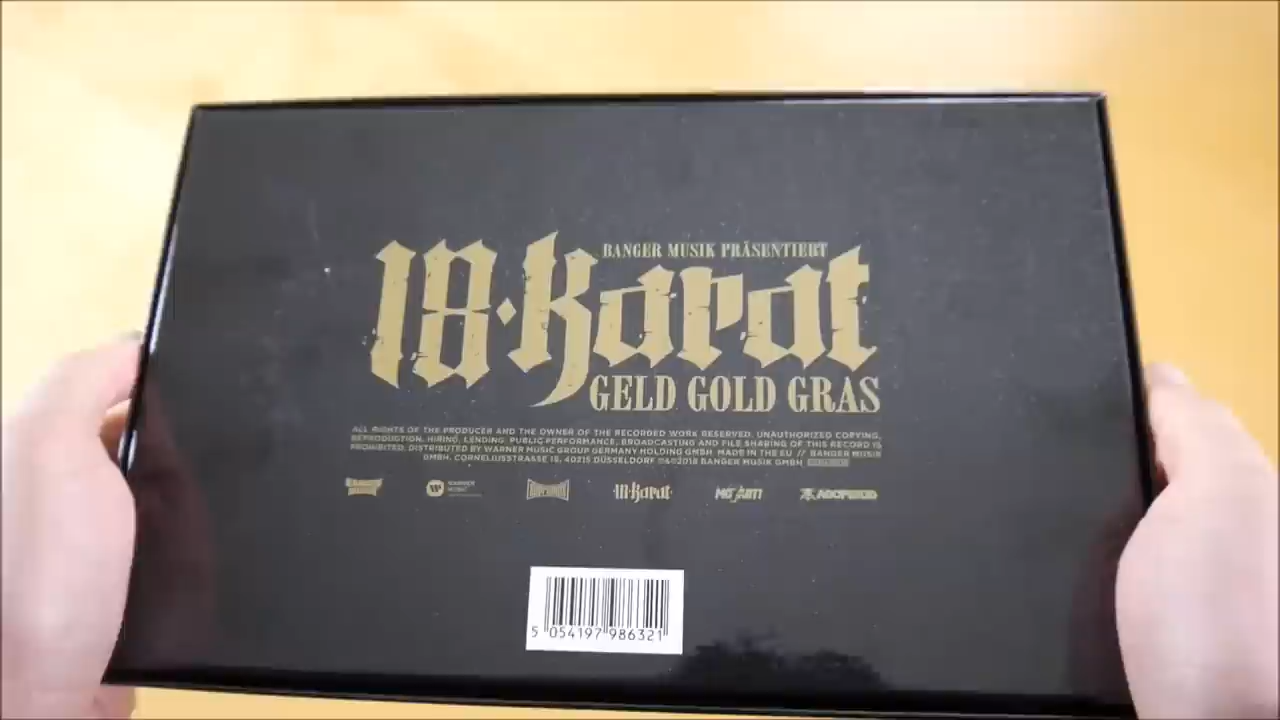 BANGER MUSIK PRÄSENTIERT
18·Karat
GELD GOLD GRAS
ALL RIGHTS OF THE PRODUCER AND THE OWNER OF THE RECORDED WORK RESERVED. UNAUTHORIZED COPYING,
REPRODUCTION, HIRING, LENDING, PUBLIC PERFORMANCE, BROADCASTING AND FILE SHARING OF THIS RECORD IS
PROHIBITED. DISTRIBUTED BY WARNER MUSIC GROUP GERMANY HOLDING GMBH. MADE IN THE EU // BANGER MUSIK
GMBH. CORNELIUSSTRASSE 18, 40215 DÜSSELDORF ℗&©2018 BANGER MUSIK GMBH
WARNER MUSIC 18·Karat
5 054197 986321